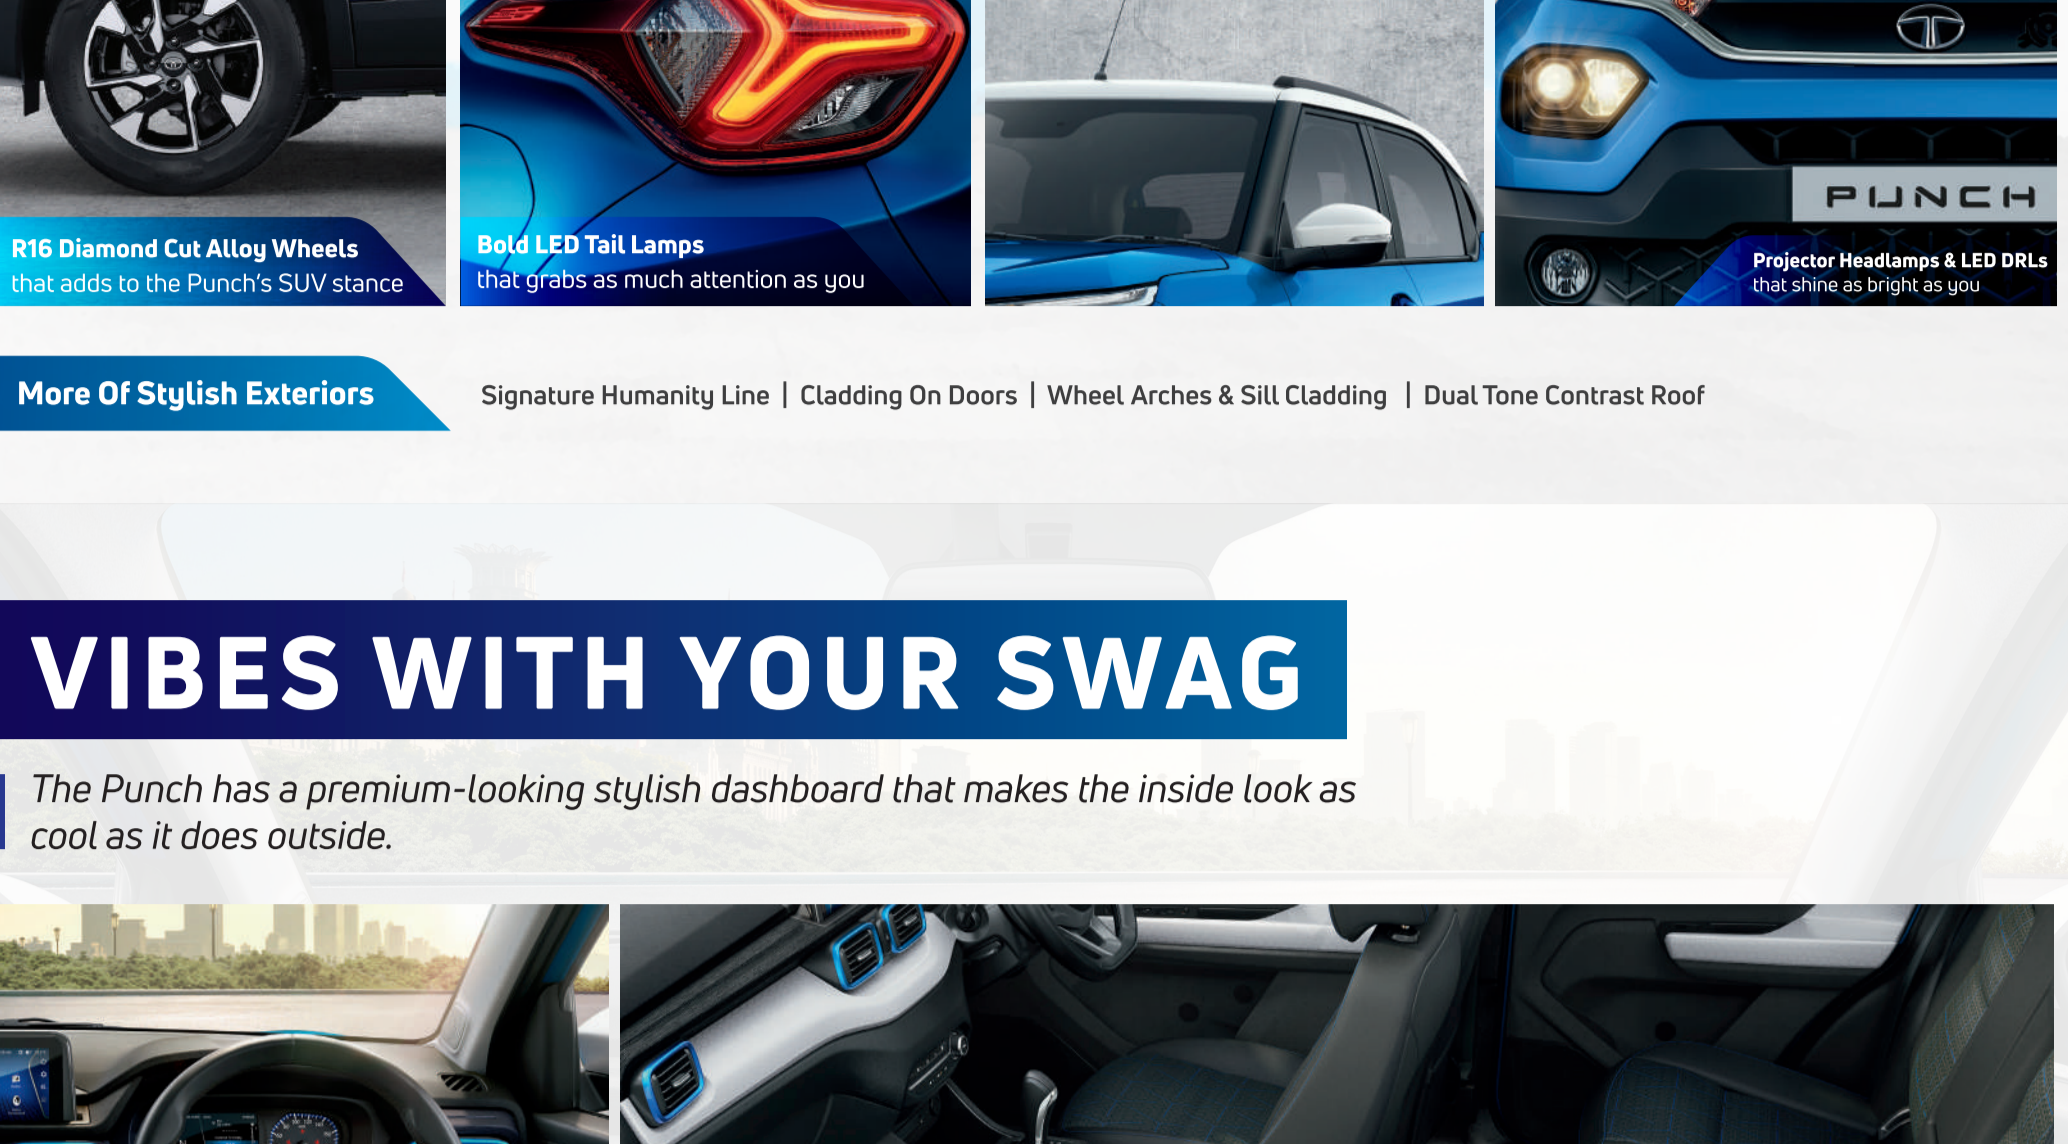 R16 Diamond Cut Alloy Wheels
that adds to the Punch's SUV stance
Bold LED Tail Lamps
that grabs as much attention as you
PUNCH
Projector Headlamps & LED DRLs
that shine as bright as you
More Of Stylish Exteriors
Signature Humanity Line | Cladding On Doors | Wheel Arches & Sill Cladding | Dual Tone Contrast Roof
VIBES WITH YOUR SWAG
The Punch has a premium-looking stylish dashboard that makes the inside look as
cool as it does outside.